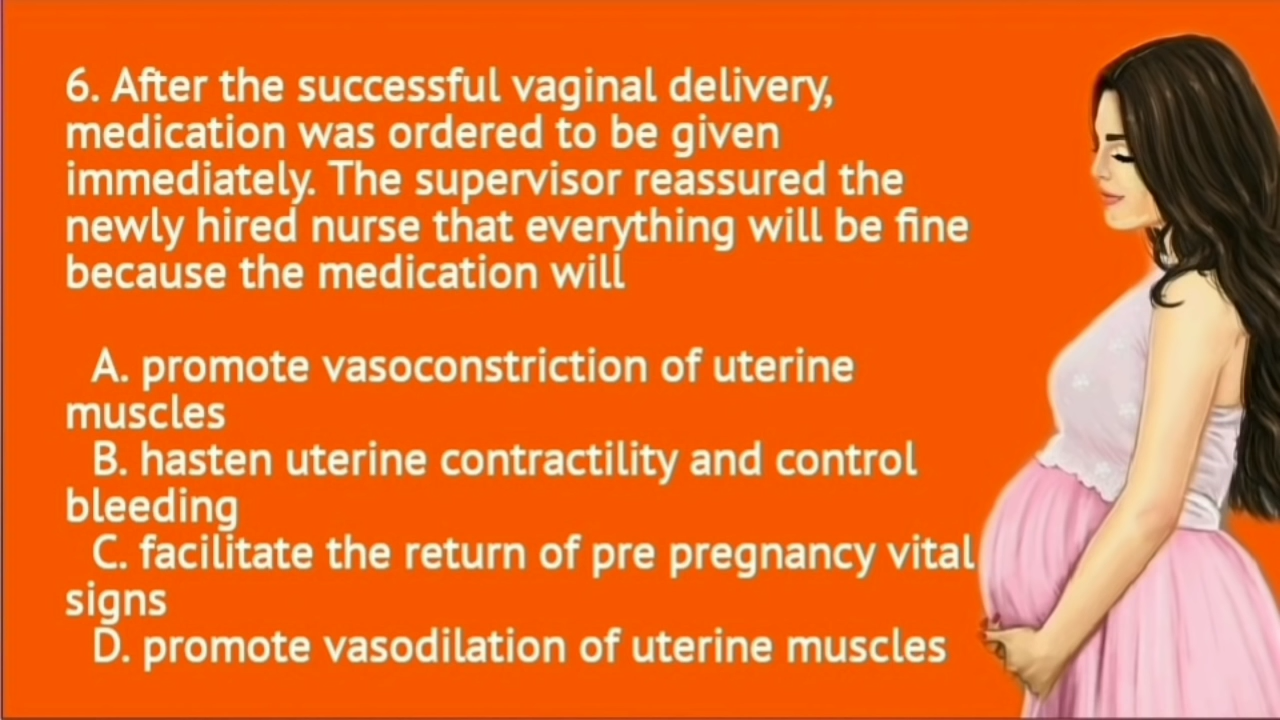 6. After the successful vaginal delivery,
medication was ordered to be given
immediately. The supervisor reassured the
newly hired nurse that everything will be fine
because the medication will
A. promote vasoconstriction of uterine
muscles
B. hasten uterine contractility and control
bleeding
C. facilitate the return of pre pregnancy vital
signs
D. promote vasodilation of uterine muscles